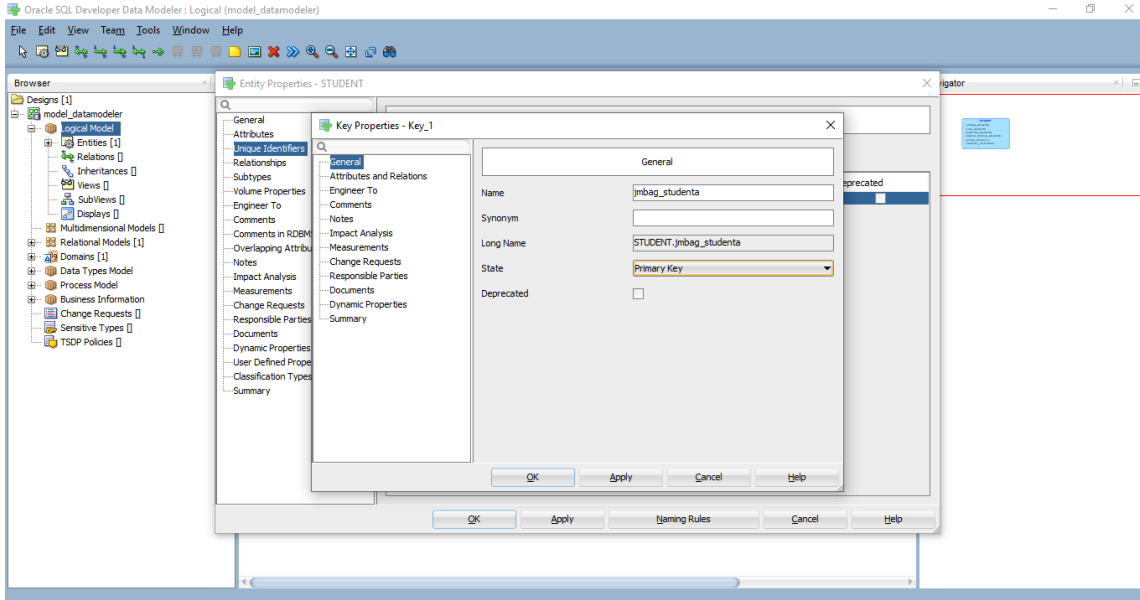 Oracle SQL Developer Data Modeler : Logical (model_datamodeler)
File Edit View Team Tools Window Help
Browser
Designs [1]
model_datamodeler
Logical Model
Entities [1]
Relations []
Inheritances []
Views []
SubViews []
Displays []
Multidimensional Models []
Relational Models [1]
Domains [1]
Data Types Model
Process Model
Business Information
Change Requests []
Sensitive Types []
TSDP Policies []
Entity Properties - STUDENT
General
Attributes
Unique Identifiers
Relationships
Subtypes
Volume Properties
Engineer To
Comments
Comments in RDBMS
Overlapping Attribu
Notes
Impact Analysis
Measurements
Change Requests
Responsible Parties
Documents
Dynamic Properties
User Defined Prope
Classification Types
Summary
eprecated
OK Apply Naming Rules Cancel Help
Key Properties - Key_1
General
Attributes and Relations
Engineer To
Comments
Notes
Impact Analysis
Measurements
Change Requests
Responsible Parties
Documents
Dynamic Properties
Summary
General
Name jmbag_studenta
Synonym
Long Name STUDENT.jmbag_studenta
State Primary Key
Deprecated
OK Apply Cancel Help
vigator